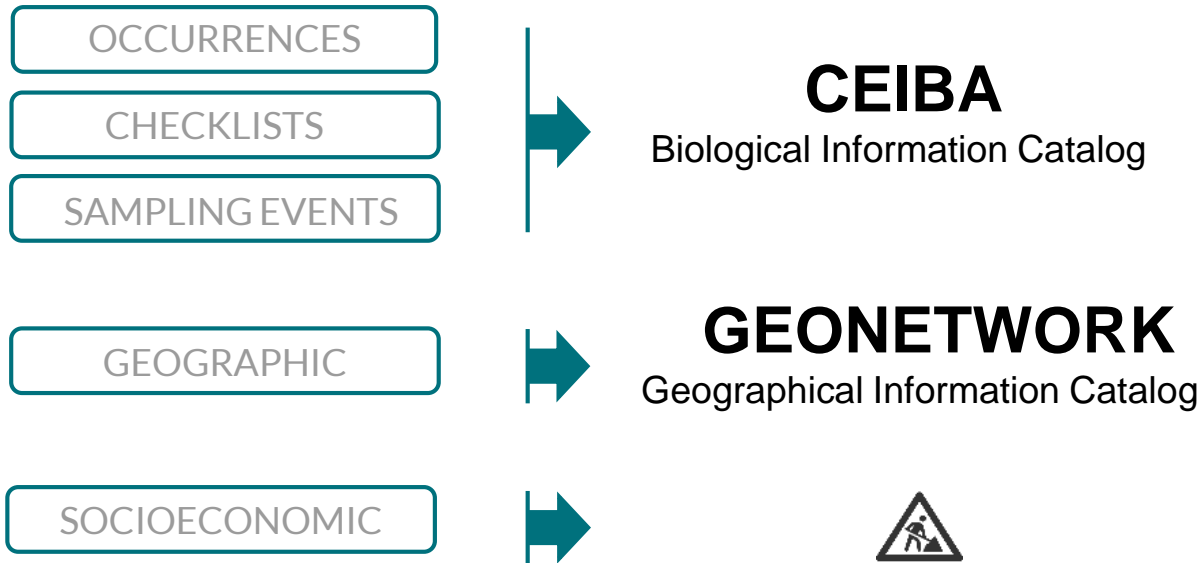 OCCURRENCES
CHECKLISTS
SAMPLING EVENTS
CEIBA
Biological Information Catalog
GEOGRAPHIC
GEONETWORK
Geographical Information Catalog
SOCIOECONOMIC